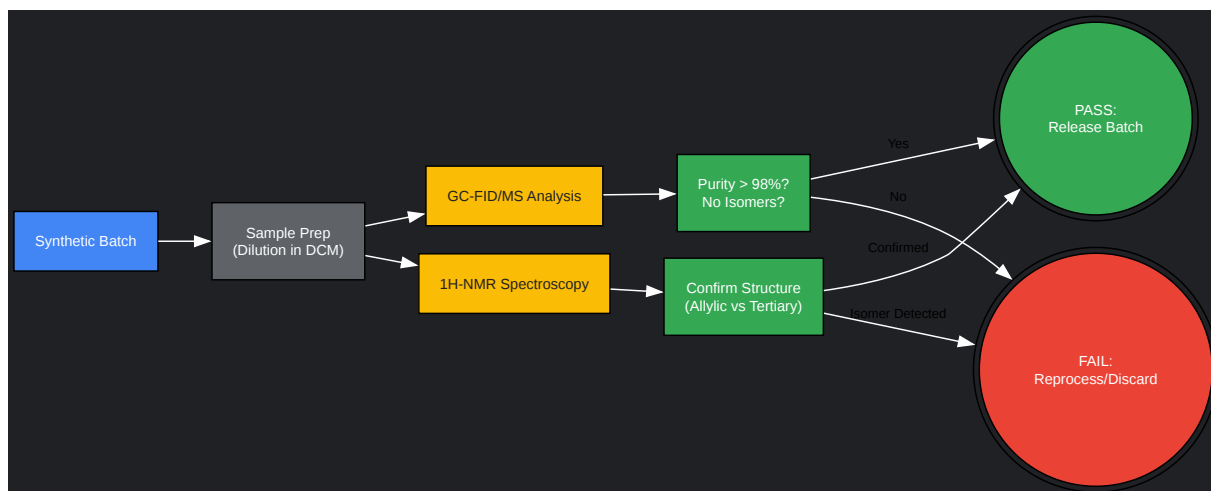 Synthetic Batch
Sample Prep
(Dilution in DCM)
GC-FID/MS Analysis
1H-NMR Spectroscopy
Purity > 98%?
No Isomers?
Confirm Structure
(Allylic vs Tertiary)
Yes
No
Confirmed
Isomer Detected
PASS:
Release Batch
FAIL:
Reprocess/Discard